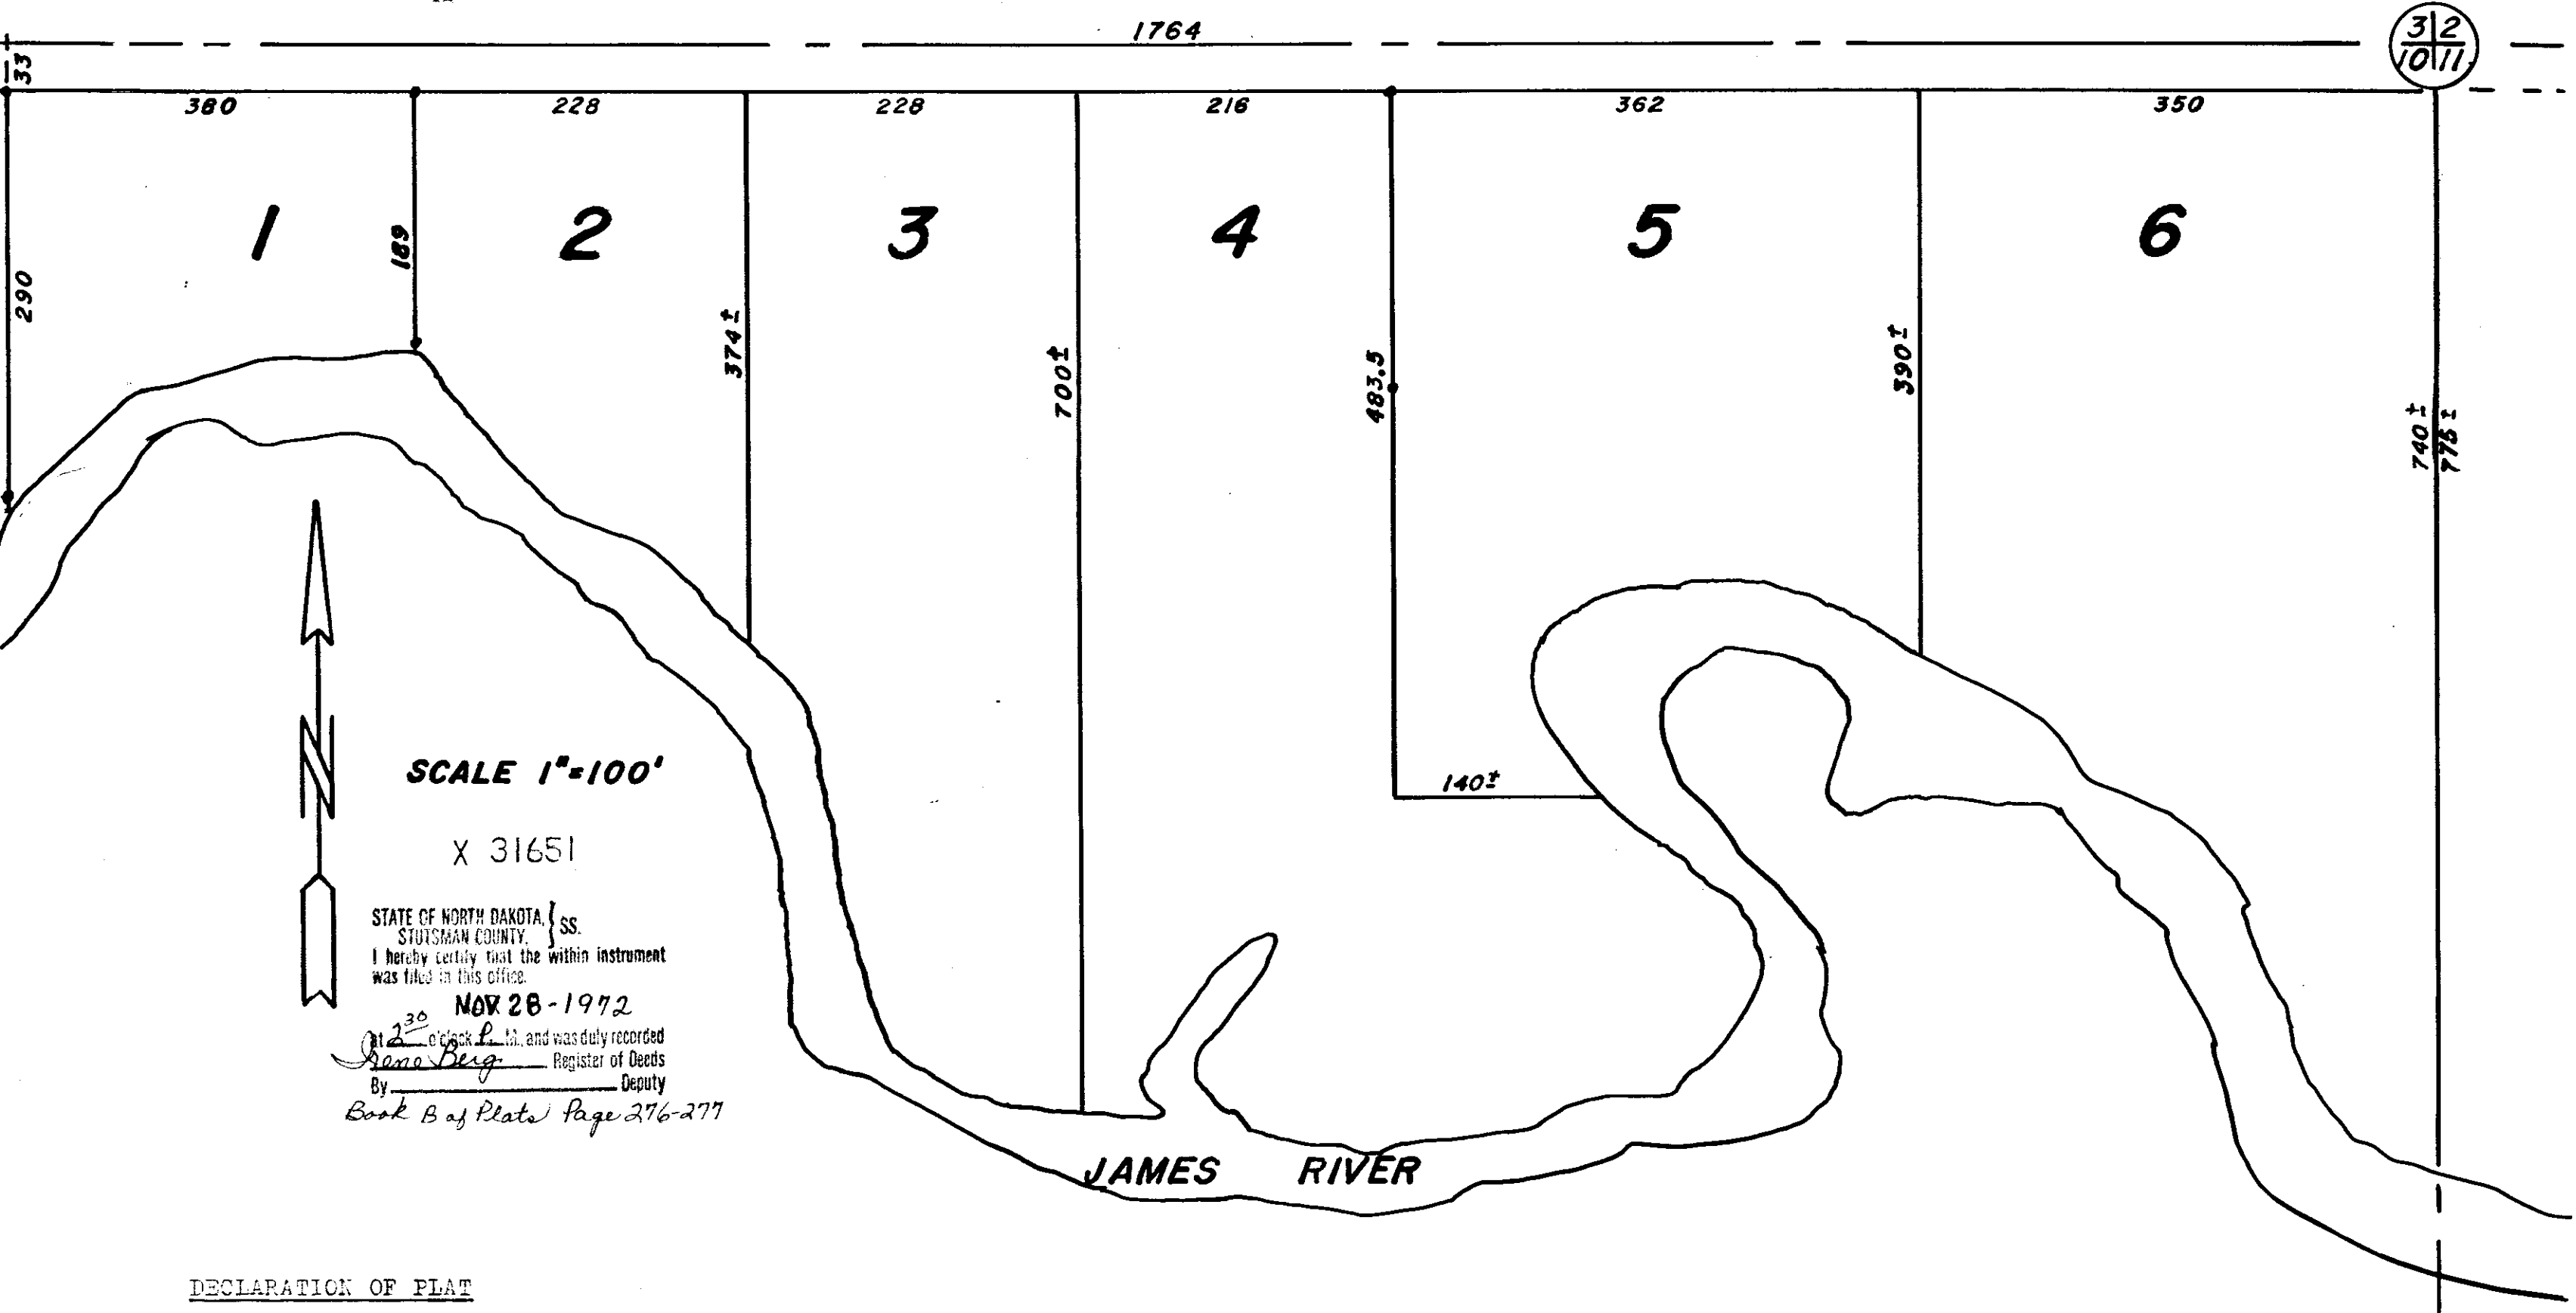 1764
3 2
10 11
33
380 228 228 216 362 350
1 2 3 4 5 6
189
290
374±
700±
483.5
390±
740±
775±
140±
N
SCALE 1"=100'
X 31651
STATE OF NORTH DAKOTA, } SS.
STUTSMAN COUNTY.
I hereby certify that the within instrument
was filed in this office.
NOV 28-1972
at 2 30 o'clock P. M., and was duly recorded
Irene Berg Register of Deeds
By Deputy
Book B of Plats Page 276-277
JAMES RIVER
DECLARATION OF PLAT